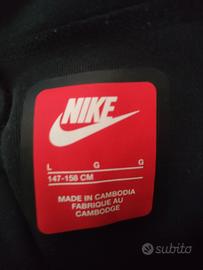 NIKE
L G G
147-158 CM
MADE IN CAMBODIA
FABRIQUE AU
CAMBODGE
subito